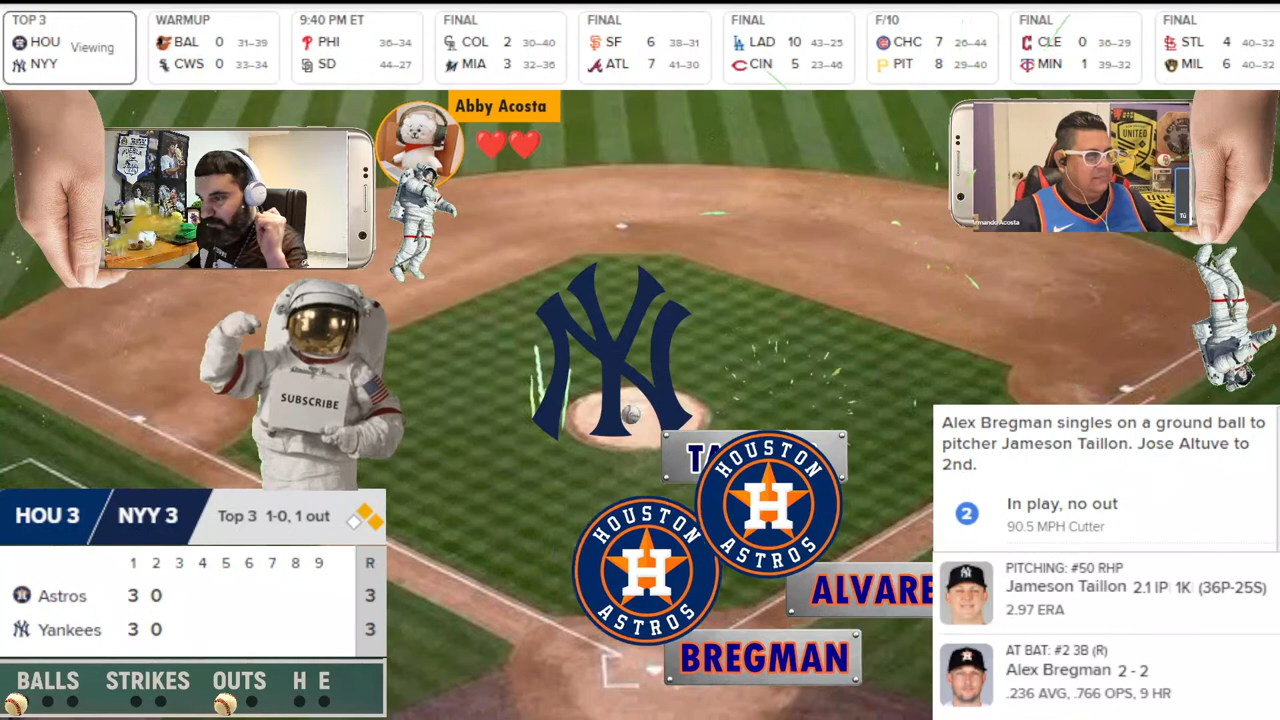 TOP 3
HOU Viewing
NYY
WARMUP
BAL 0 31-39
CWS 0 33-34
9:40 PM ET
PHI 36-34
SD 44-27
FINAL
COL 2 30-40
MIA 3 32-36
FINAL
SF 6 38-31
ATL 7 41-30
FINAL
LAD 10 43-25
CIN 5 23-46
F/10
CHC 7 26-44
PIT 8 29-40
FINAL
CLE 0 36-29
MIN 1 39-32
FINAL
STL 4 40-32
MIL 6 40-32
Abby Acosta
UNITED
Tú
Armando Acosta
NY
SUBSCRIBE
HOUSTON
H
ASTROS
HOUSTON
H
ASTROS
ALVARE
BREGMAN
Alex Bregman singles on a ground ball to
pitcher Jameson Taillon. Jose Altuve to
2nd.
2
In play, no out
90.5 MPH Cutter
PITCHING: #50 RHP
Jameson Taillon 2.1 IP 1K (36P-25S)
2.97 ERA
AT BAT: #2 3B (R)
Alex Bregman 2 - 2
.236 AVG, .766 OPS, 9 HR
HOU 3 NYY 3 Top 3 1-0, 1 out
1 2 3 4 5 6 7 8 9 R
Astros 3 0 3
Yankees 3 0 3
BALLS STRIKES OUTS H E